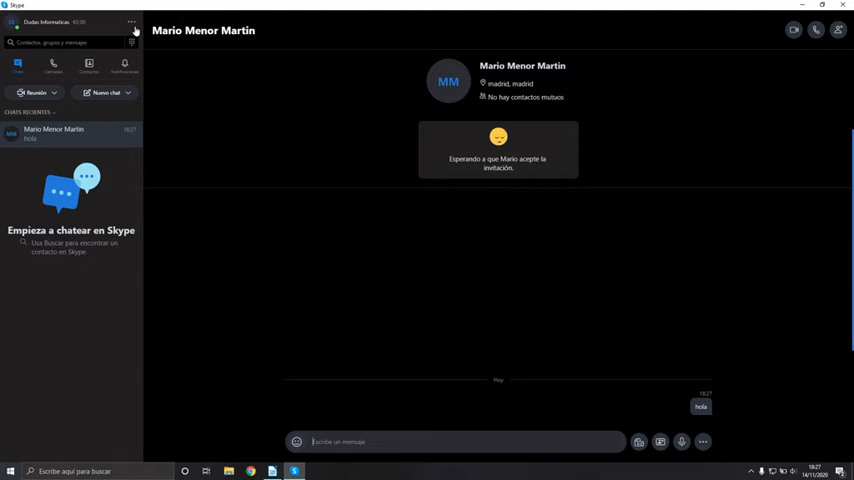 Skype
DI
Dudas Informaticas
€0,00
Contactos, grupos y mensajes
Chats
Llamadas
Contactos
Notificaciones
Reunión
Nuevo chat
CHATS RECIENTES
MM
Mario Menor Martin
18:27
hola
Empieza a chatear en Skype
Usa Buscar para encontrar un
contacto en Skype.
Mario Menor Martin
MM
Mario Menor Martin
madrid, madrid
No hay contactos mutuos
Esperando a que Mario acepte la
invitación.
Hoy
18:27
hola
Escribe un mensaje
Escribe aquí para buscar
18:27
14/11/2020